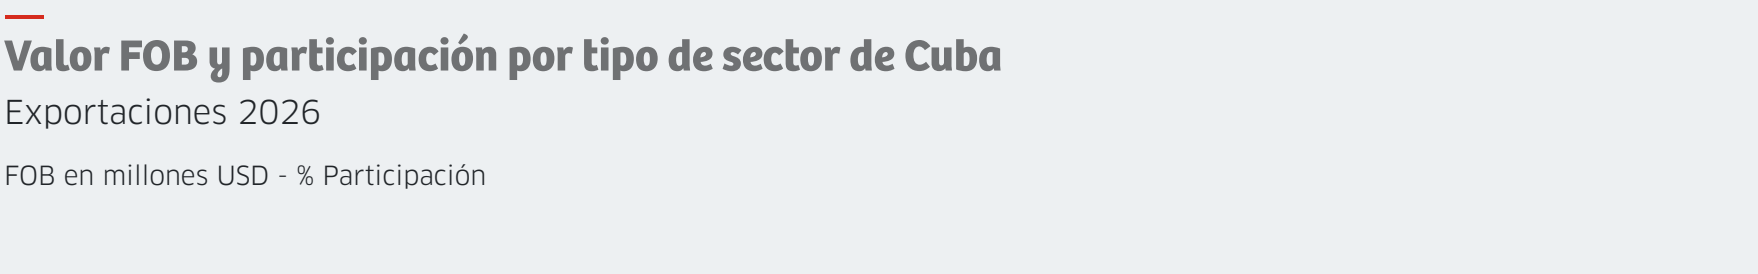 Valor FOB y participación por tipo de sector de Cuba
Exportaciones 2026
FOB en millones USD - % Participación